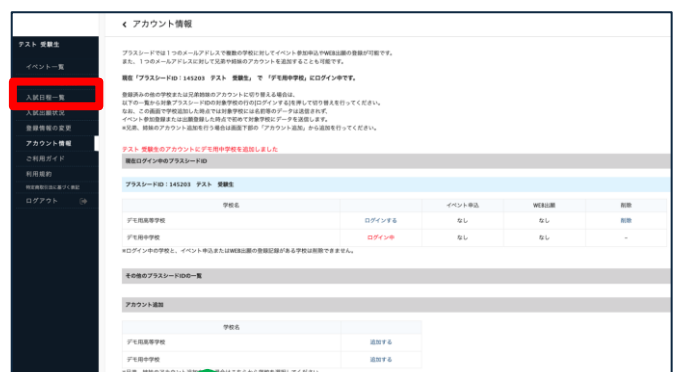 テスト 受験生
イベント一覧
入試日程一覧
入試出願状況
登録情報の変更
アカウント情報
ご利用ガイド
利用規約
特定商取引法に基づく表記
ログアウト
アカウント情報
プラスシードでは1つのメールアドレスで複数の学校に対してイベント参加申込やWEB出願の登録が可能です。
また、1つのメールアドレスに対して兄弟や姉妹のアカウントを追加することも可能です。
現在「プラスシードID：145203 テスト 受験生」 で 「デモ用中学校」にログイン中です。
登録済みの他の学校または兄弟姉妹のアカウントに切り替える場合は、
以下の一覧から対象プラスシードIDの対象学校の行の[ログインする]を押して切り替えを行ってください。
なお、この画面で学校追加した時点では対象学校には名前等のデータは送信されず、
イベント参加登録または出願登録した時点で初めて対象学校にデータを送信します。
※兄弟、姉妹のアカウント追加を行う場合は画面下部の「アカウント追加」から追加を行ってください。
テスト 受験生のアカウントにデモ用中学校を追加しました
現在ログイン中のプラスシードID
プラスシードID：145203 テスト 受験生
学校名 イベント申込 WEB出願 削除
デモ用高等学校 ログインする なし なし 削除
デモ用中学校 ログイン中 なし なし -
※ログイン中の学校と、イベント申込またはWEB出願の登録記録がある学校は削除できません。
その他のプラスシードIDの一覧
アカウント追加
学校名
デモ用高等学校 追加する
デモ用中学校 追加する